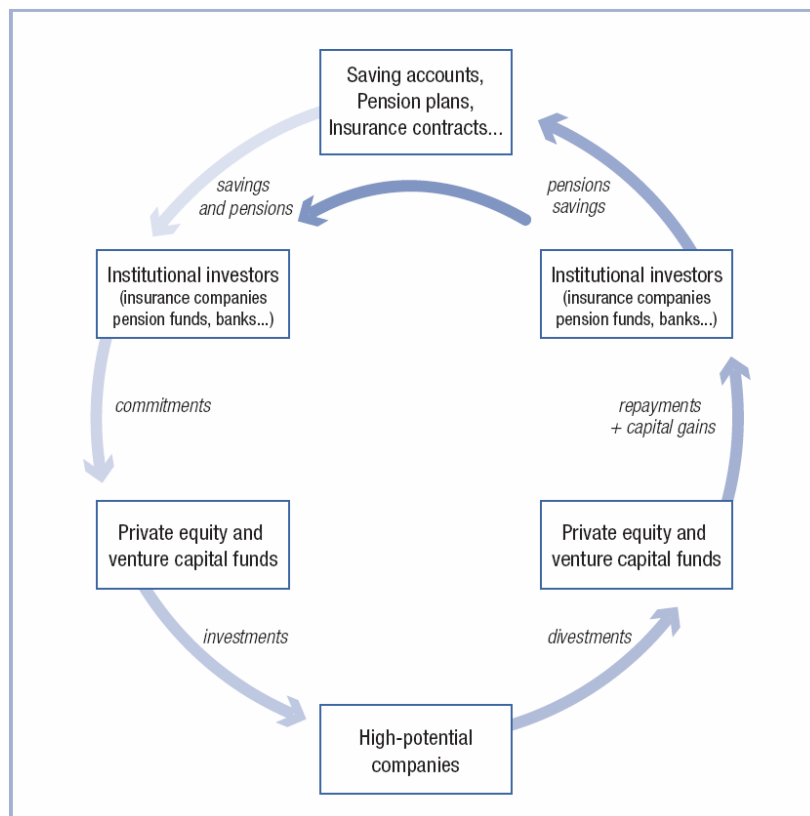 Saving accounts,
Pension plans,
Insurance contracts...
savings
and pensions
pensions
savings
Institutional investors
(insurance companies
pension funds, banks...)
Institutional investors
(insurance companies
pension funds, banks...)
commitments
repayments
+ capital gains
Private equity and
venture capital funds
Private equity and
venture capital funds
investments
divestments
High-potential
companies